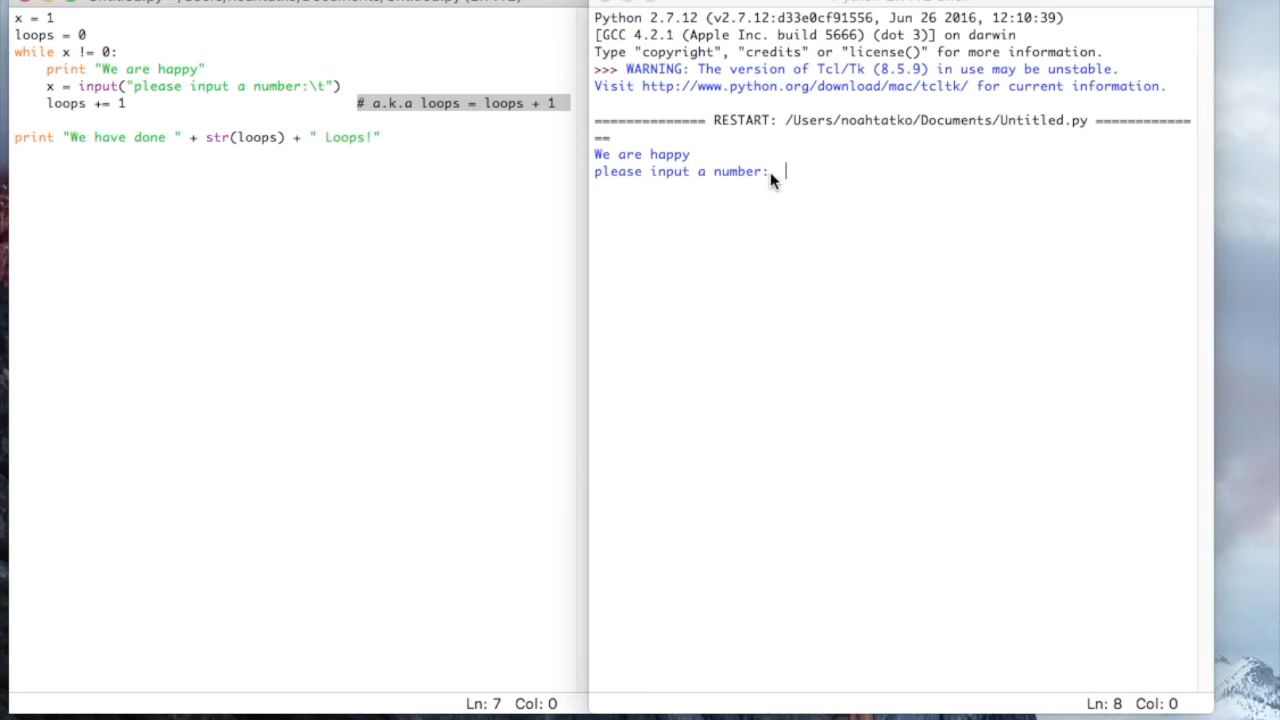 x = 1
loops = 0
while x != 0:
    print "We are happy"
    x = input("please input a number:\t")
    loops += 1                             # a.k.a loops = loops + 1
print "We have done " + str(loops) + " Loops!"
Ln: 7 Col: 0
Python 2.7.12 (v2.7.12:d33e0cf91556, Jun 26 2016, 12:10:39)
[GCC 4.2.1 (Apple Inc. build 5666) (dot 3)] on darwin
Type "copyright", "credits" or "license()" for more information.
>>> WARNING: The version of Tcl/Tk (8.5.9) in use may be unstable.
Visit http://www.python.org/download/mac/tcltk/ for current information.
============== RESTART: /Users/noahtatko/Documents/Untitled.py ============
==
We are happy
please input a number:
Ln: 8 Col: 0